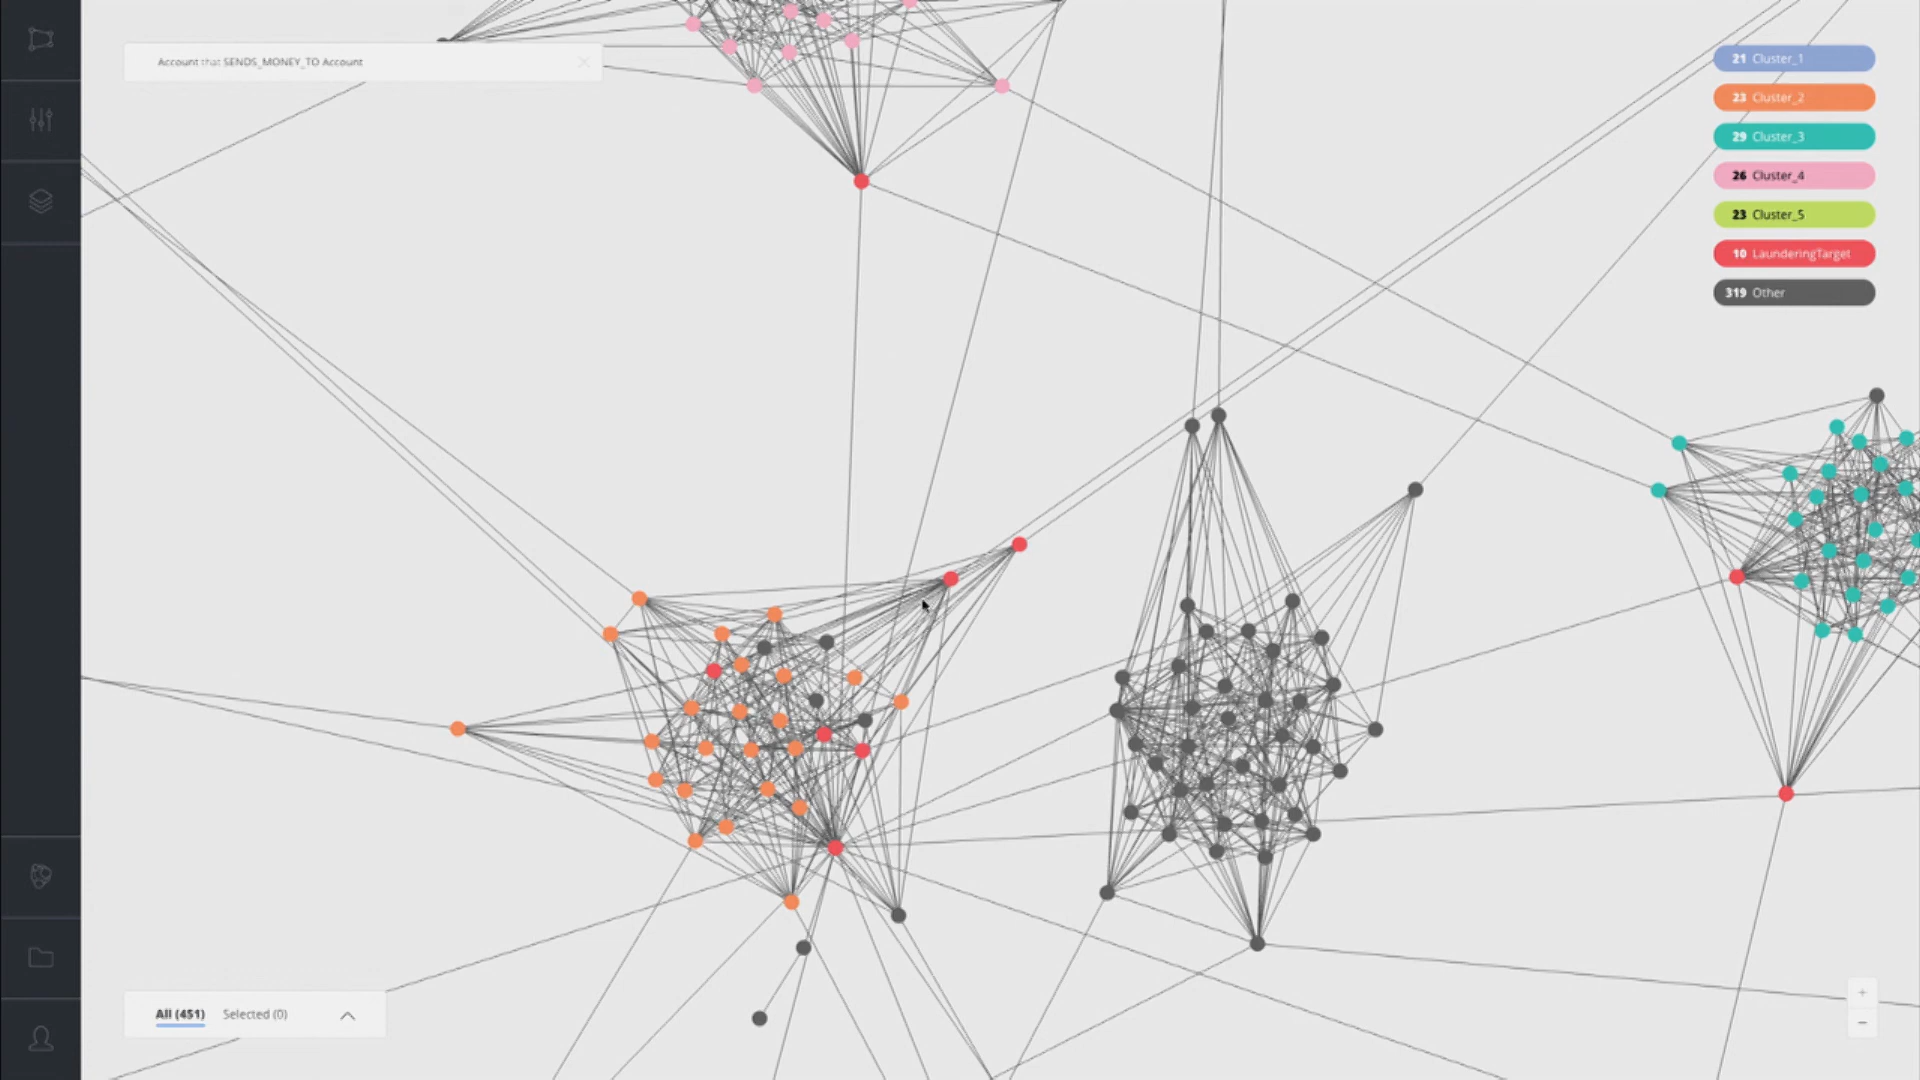 Account that SENDS_MONEY_TO Account
21 Cluster_1
23 Cluster_2
29 Cluster_3
26 Cluster_4
23 Cluster_5
10 LaunderingTarget
319 Other
All (451) Selected (0)